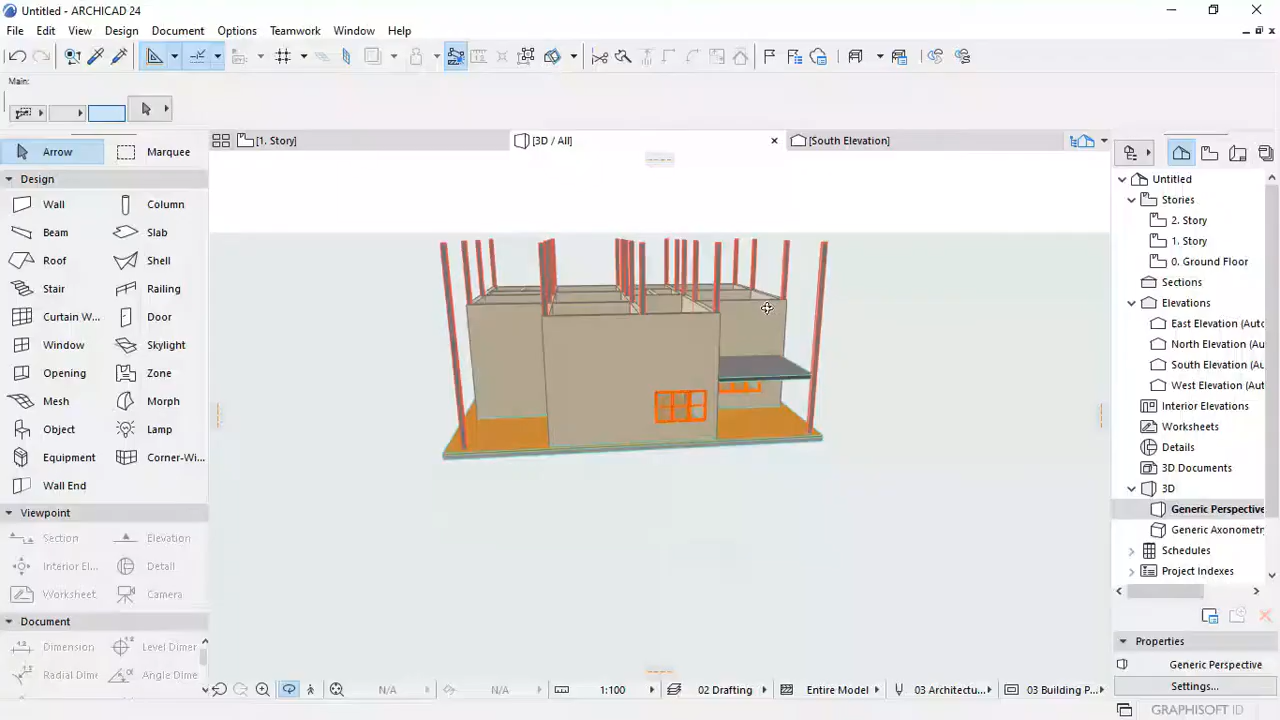 Untitled - ARCHICAD 24
File Edit View Design Document Options Teamwork Window Help
Main:
[1. Story] [3D / All] [South Elevation]
Arrow Marquee
Design
Wall Column
Beam Slab
Roof Shell
Stair Railing
Curtain W... Door
Window Skylight
Opening Zone
Mesh Morph
Object Lamp
Equipment Corner-Wi...
Wall End
Viewpoint
Section Elevation
Interior El... Detail
Worksheet Camera
Document
Dimension Level Dimer
Radial Dim Angle Dime
Untitled
Stories
2. Story
1. Story
0. Ground Floor
Sections
Elevations
East Elevation (Auto
North Elevation (Au
South Elevation (Au
West Elevation (Auto
Interior Elevations
Worksheets
Details
3D Documents
3D
Generic Perspective
Generic Axonometr
Schedules
Project Indexes
Properties
Generic Perspective
Settings...
N/A N/A 1:100 02 Drafting Entire Model 03 Architectu... 03 Building P...
GRAPHISOFT ID